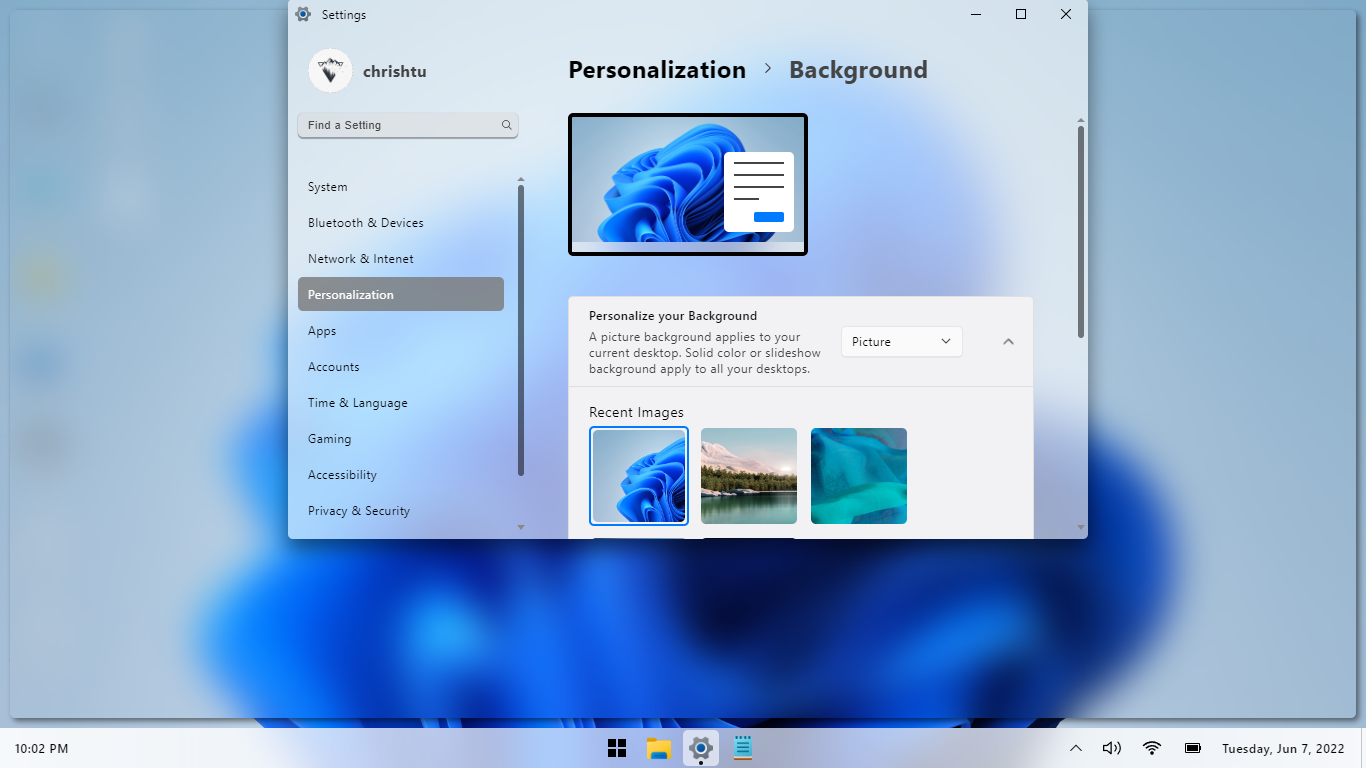 Settings
chrishtu
Find a Setting
System
Bluetooth & Devices
Network & Intenet
Personalization
Apps
Accounts
Time & Language
Gaming
Accessibility
Privacy & Security
Personalization > Background
Personalize your Background
A picture background applies to your
current desktop. Solid color or slideshow
background apply to all your desktops.
Picture
Recent Images
10:02 PM
Tuesday, Jun 7, 2022